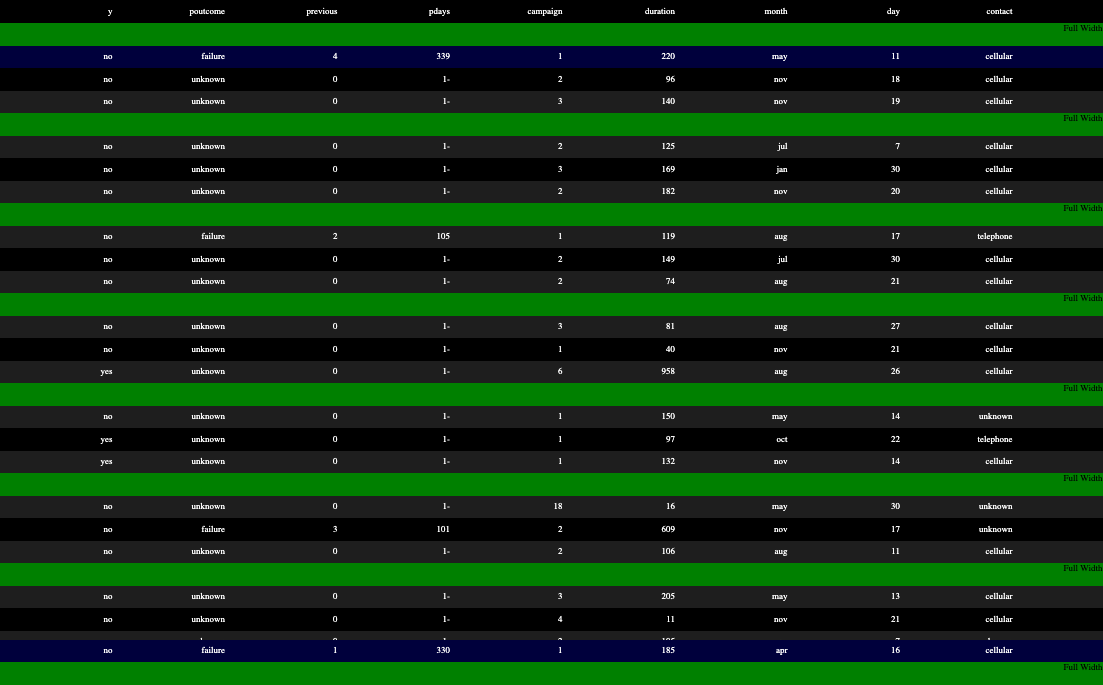 y poutcome previous pdays campaign duration month day contact
Full Width
no failure 4 339 1 220 may 11 cellular
no unknown 0 1- 2 96 nov 18 cellular
no unknown 0 1- 3 140 nov 19 cellular
Full Width
no unknown 0 1- 2 125 jul 7 cellular
no unknown 0 1- 3 169 jan 30 cellular
no unknown 0 1- 2 182 nov 20 cellular
Full Width
no failure 2 105 1 119 aug 17 telephone
no unknown 0 1- 2 149 jul 30 cellular
no unknown 0 1- 2 74 aug 21 cellular
Full Width
no unknown 0 1- 3 81 aug 27 cellular
no unknown 0 1- 1 40 nov 21 cellular
yes unknown 0 1- 6 958 aug 26 cellular
Full Width
no unknown 0 1- 1 150 may 14 unknown
yes unknown 0 1- 1 97 oct 22 telephone
yes unknown 0 1- 1 132 nov 14 cellular
Full Width
no unknown 0 1- 18 16 may 30 unknown
no failure 3 101 2 609 nov 17 unknown
no unknown 0 1- 2 106 aug 11 cellular
Full Width
no unknown 0 1- 3 205 may 13 cellular
no unknown 0 1- 4 11 nov 21 cellular
no failure 1 330 1 185 apr 16 cellular
Full Width